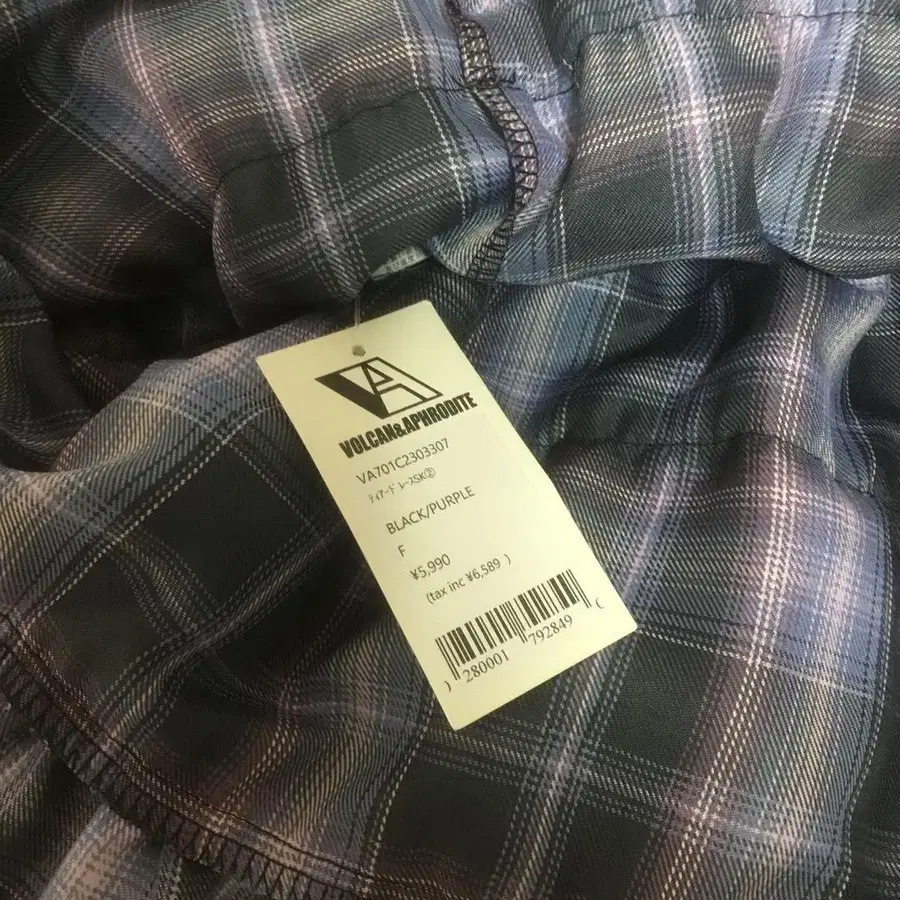 VA
VOLCAN&APHRODITE
VA701C2303307
ティアード レースSK②
BLACK/PURPLE
F
¥5,990
(tax inc ¥6,589 )
) 280001 792849 C